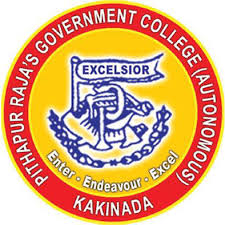 PITHAPUR RAJA'S GOVERNMENT COLLEGE (AUTONOMOUS)
EXCELSIOR
P
Enter - Endeavour - Excel
KAKINADA